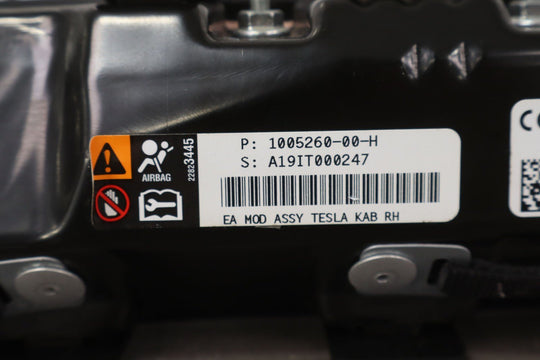 P: 1005260-00-H
S: A19IT000247
AIRBAG
22823445
EA MOD ASSY TESLA KAB RH